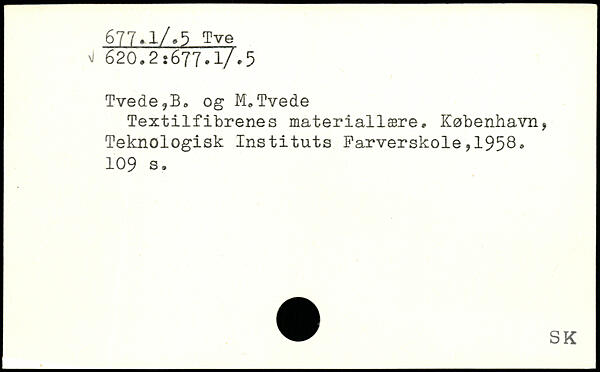 677.1/.5 Tve
√ 620.2:677.1/.5
Tvede,B. og M.Tvede
Textilfibrenes materiallære. København,
Teknologisk Instituts Farverskole,1958.
109 s.
SK